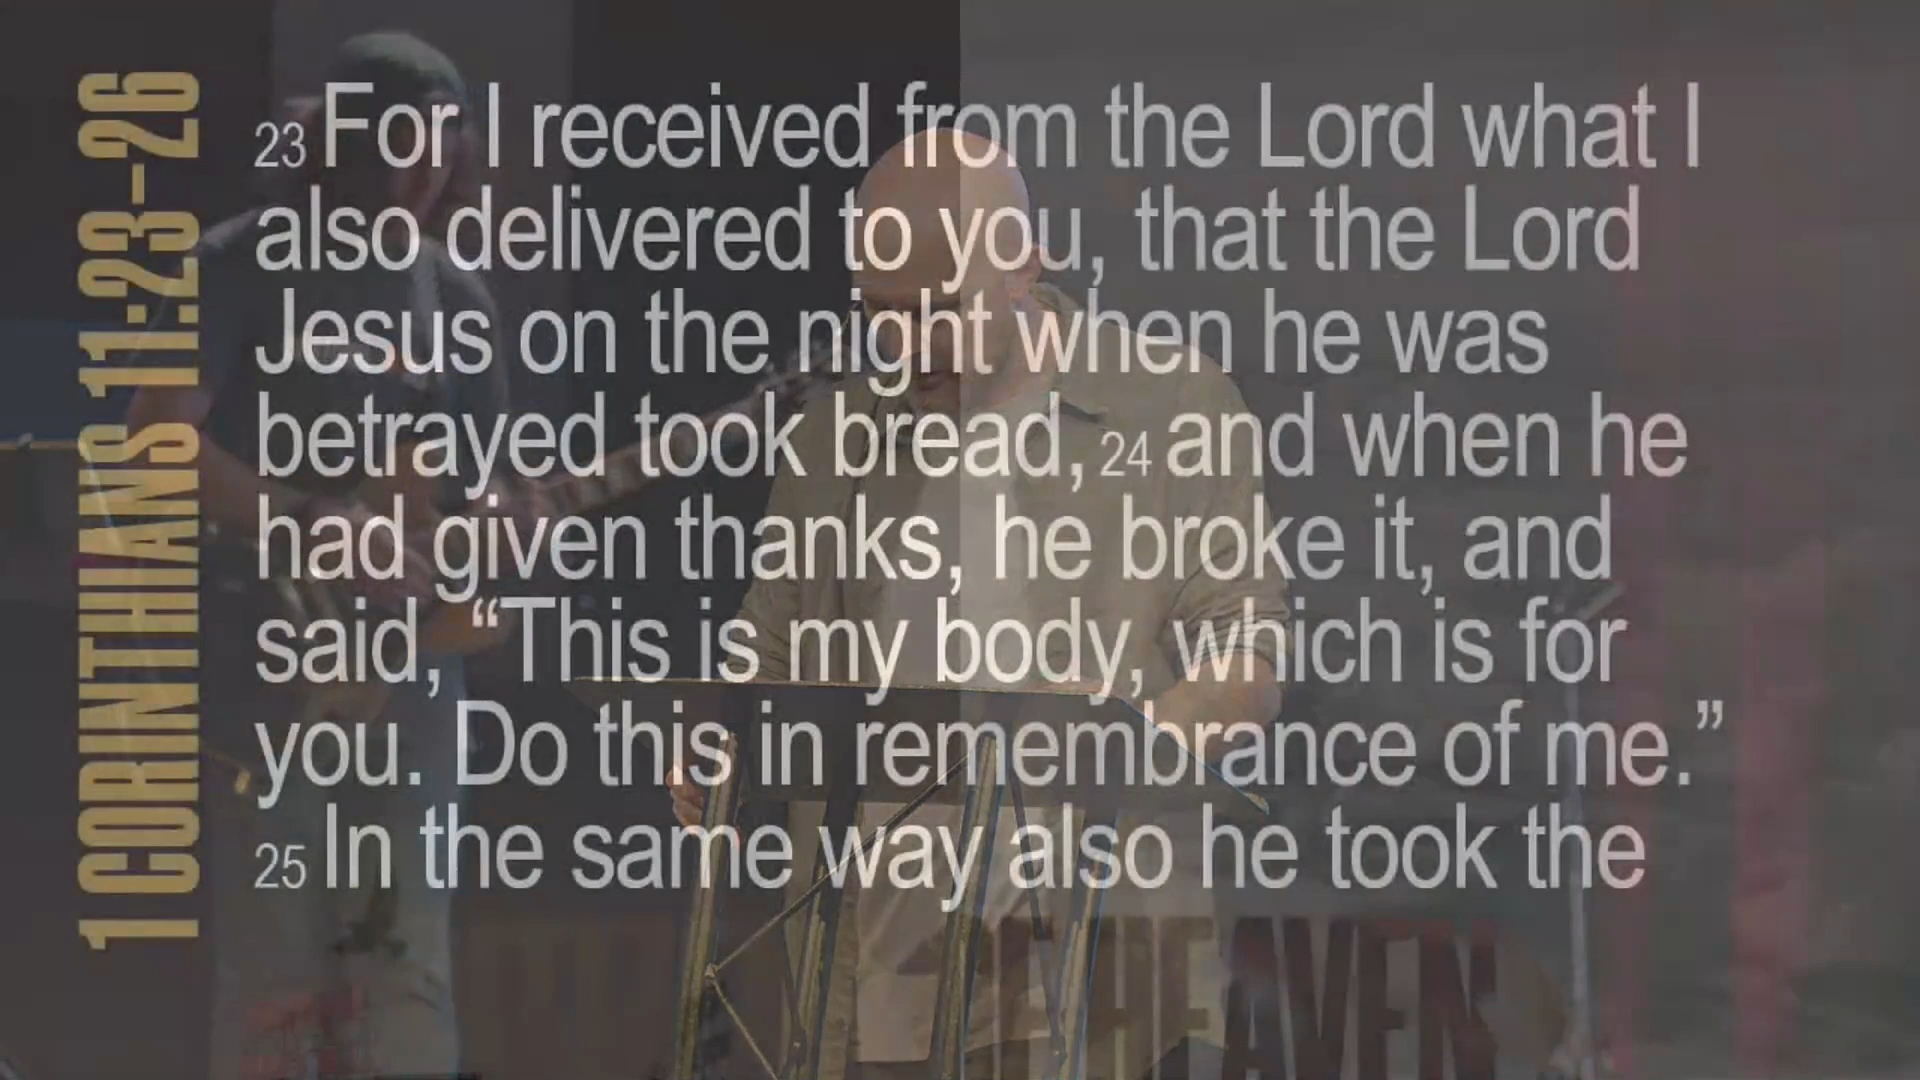 1 CORINTHIANS 11:23-26
23 For I received from the Lord what I
also delivered to you, that the Lord
Jesus on the night when he was
betrayed took bread, 24 and when he
had given thanks, he broke it, and
said, “This is my body, which is for
you. Do this in remembrance of me.”
25 In the same way also he took the
OF HEAVEN